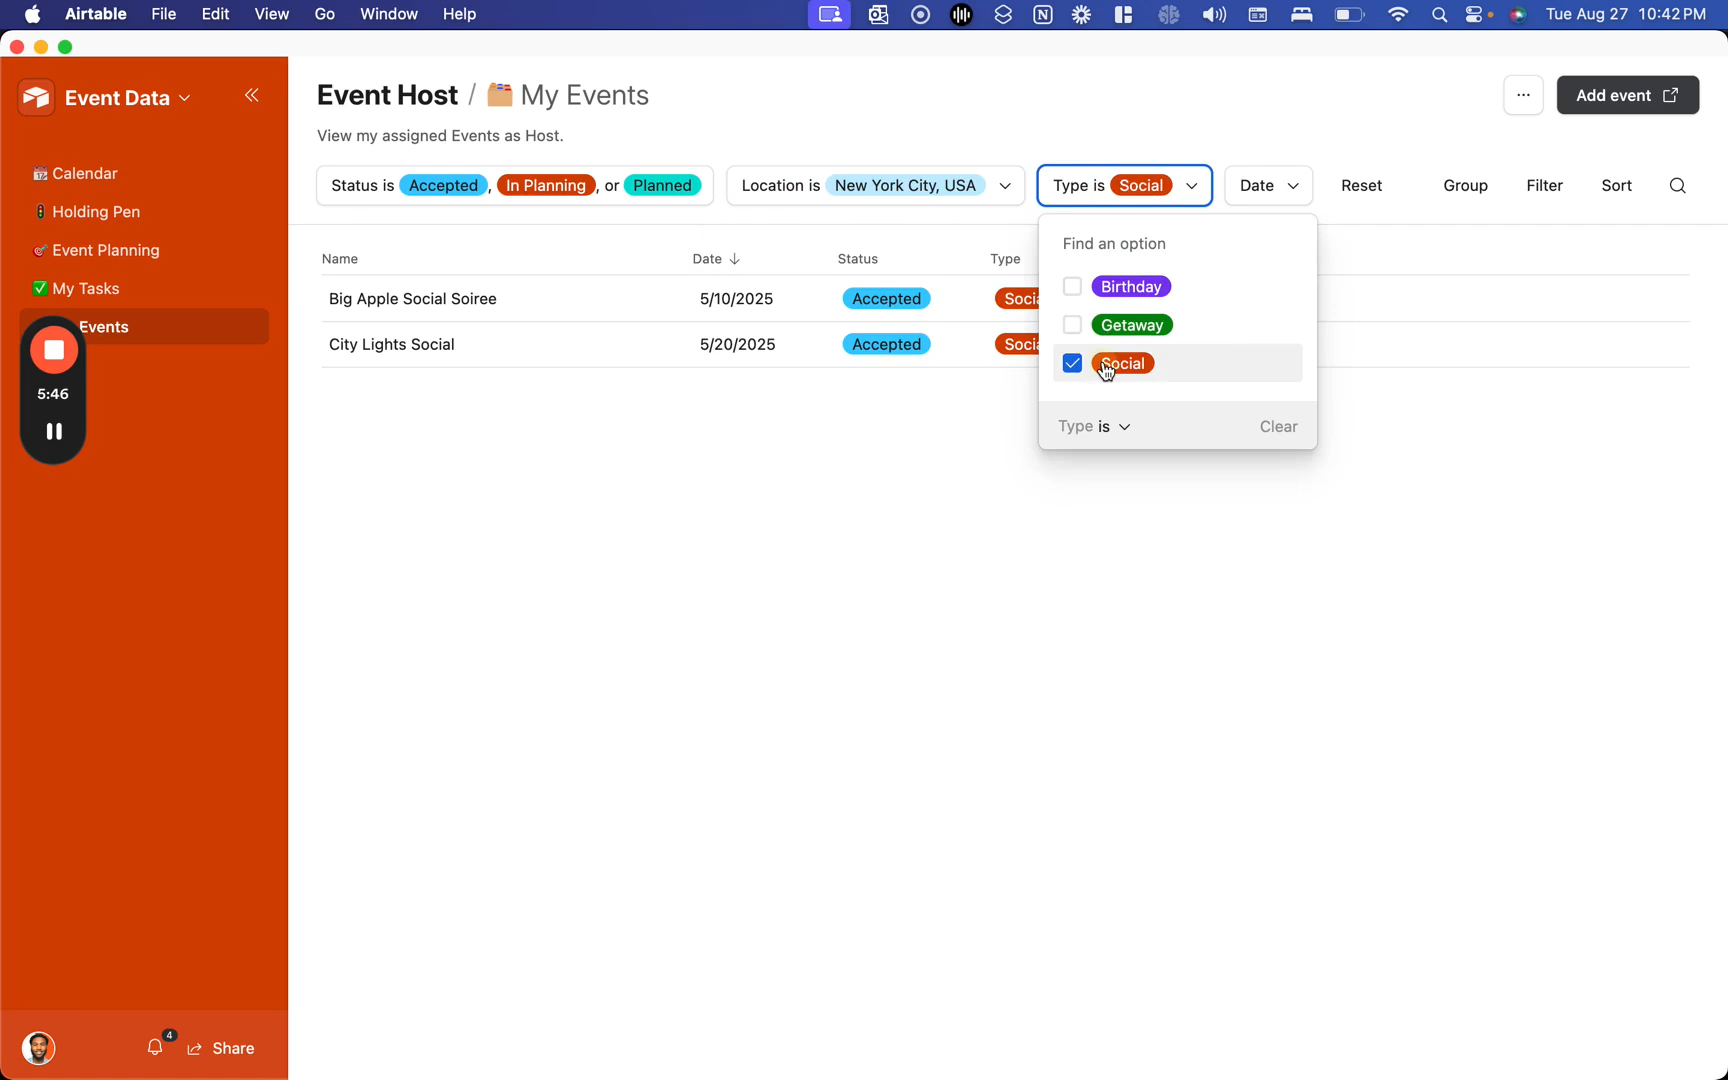 Airtable File Edit View Go Window Help Tue Aug 27 10:42 PM
Event Data
Calendar
Holding Pen
Event Planning
My Tasks
Events
5:46
4
Share
Event Host / My Events
Add event
View my assigned Events as Host.
Status is Accepted, In Planning, or Planned Location is New York City, USA Type is Social Date Reset Group Filter Sort
Name Date Status Type
Big Apple Social Soiree 5/10/2025 Accepted
City Lights Social 5/20/2025 Accepted
Find an option
Birthday
Getaway
Social
Type is Clear